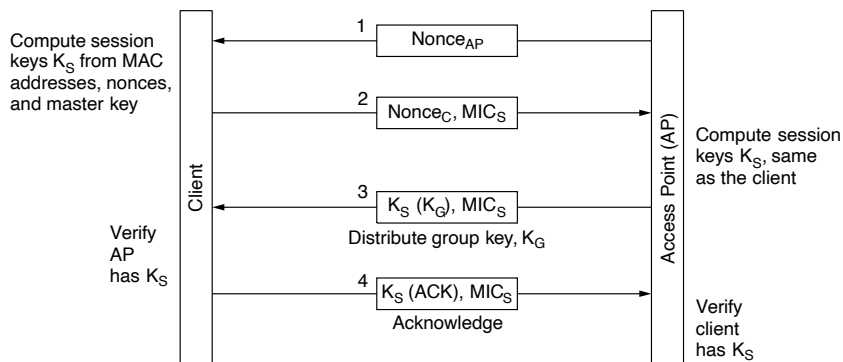 1
Nonce_AP
Compute session
keys K_S from MAC
addresses, nonces,
and master key
2
Nonce_C, MIC_S
Client
Access Point (AP)
Compute session
keys K_S, same
as the client
3
K_S (K_G), MIC_S
Distribute group key, K_G
Verify
AP
has K_S
4
K_S (ACK), MIC_S
Acknowledge
Verify
client
has K_S